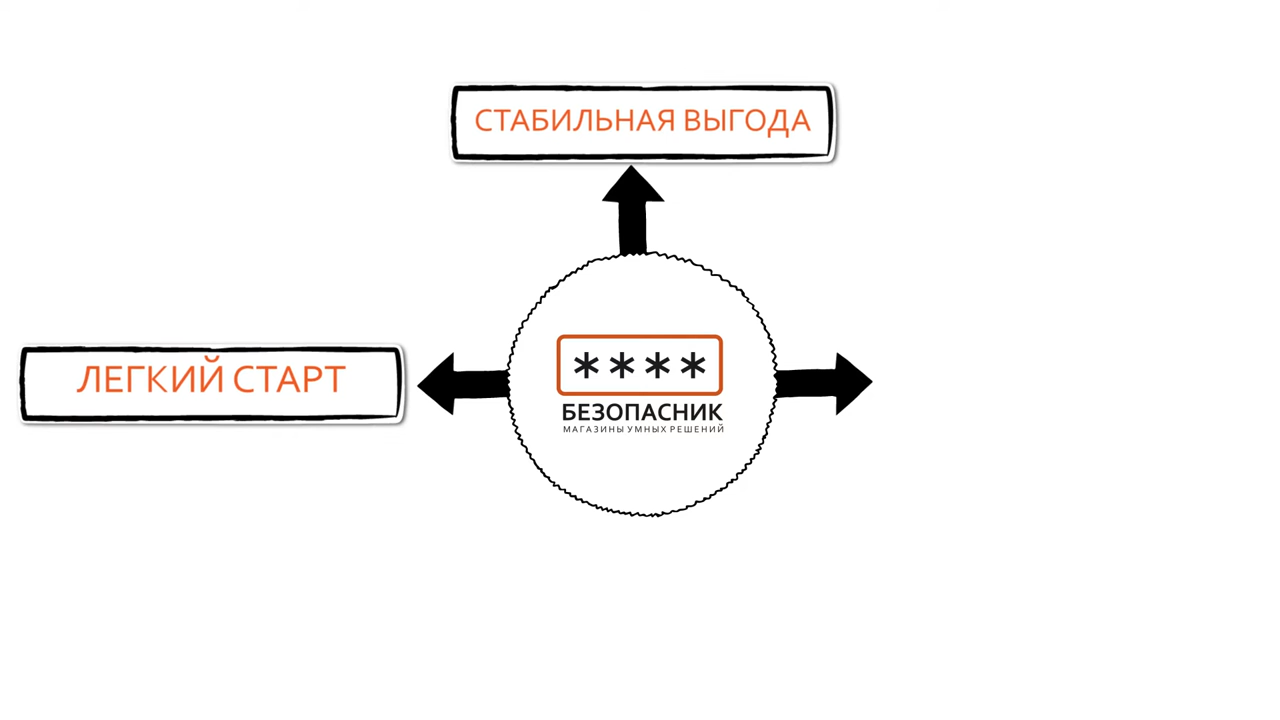 СТАБИЛЬНАЯ ВЫГОДА
ЛЕГКИЙ СТАРТ
****
БЕЗОПАСНИК
МАГАЗИНЫ УМНЫХ РЕШЕНИЙ